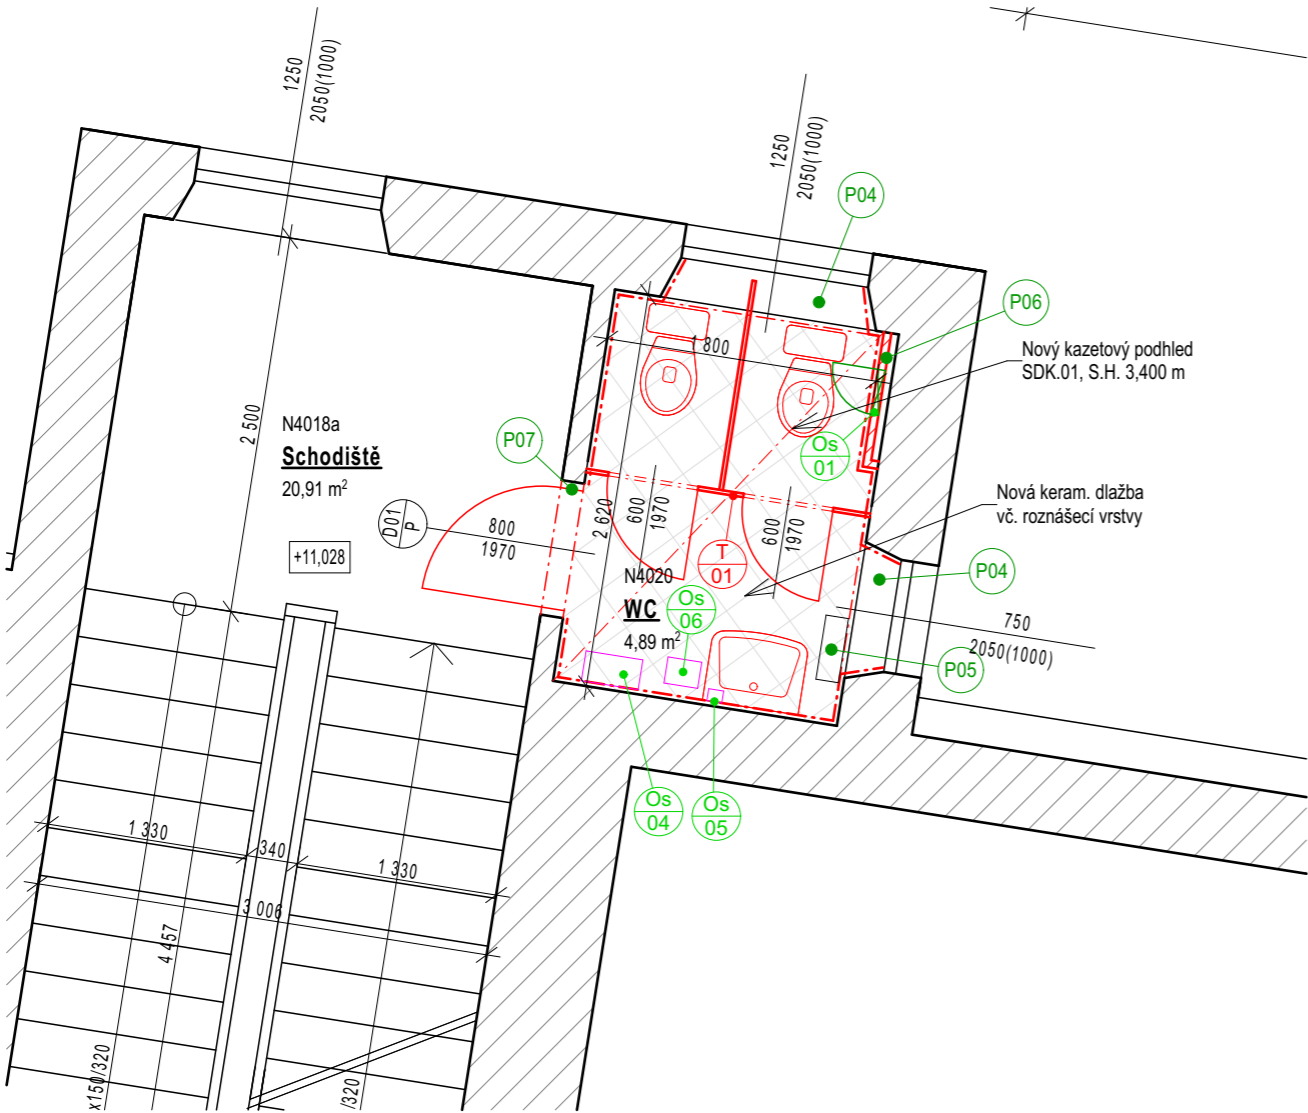 1250
2050(1000)
1250
2050(1000)
P04
P06
Nový kazetový podhled
SDK.01, S.H. 3,400 m
1 800
2 500
N4018a
Schodiště
20,91 m²
P07
Os
01
D01
P
800
1970
2 620
600
1970
600
1970
Nová keram. dlažba
vč. roznášecí vrstvy
+11,028
T
01
N4020
WC
4,89 m²
Os
06
P04
750
2050(1000)
P05
Os
04
Os
05
1 330
340
1 330
3 006
4 457
x150/320
/320